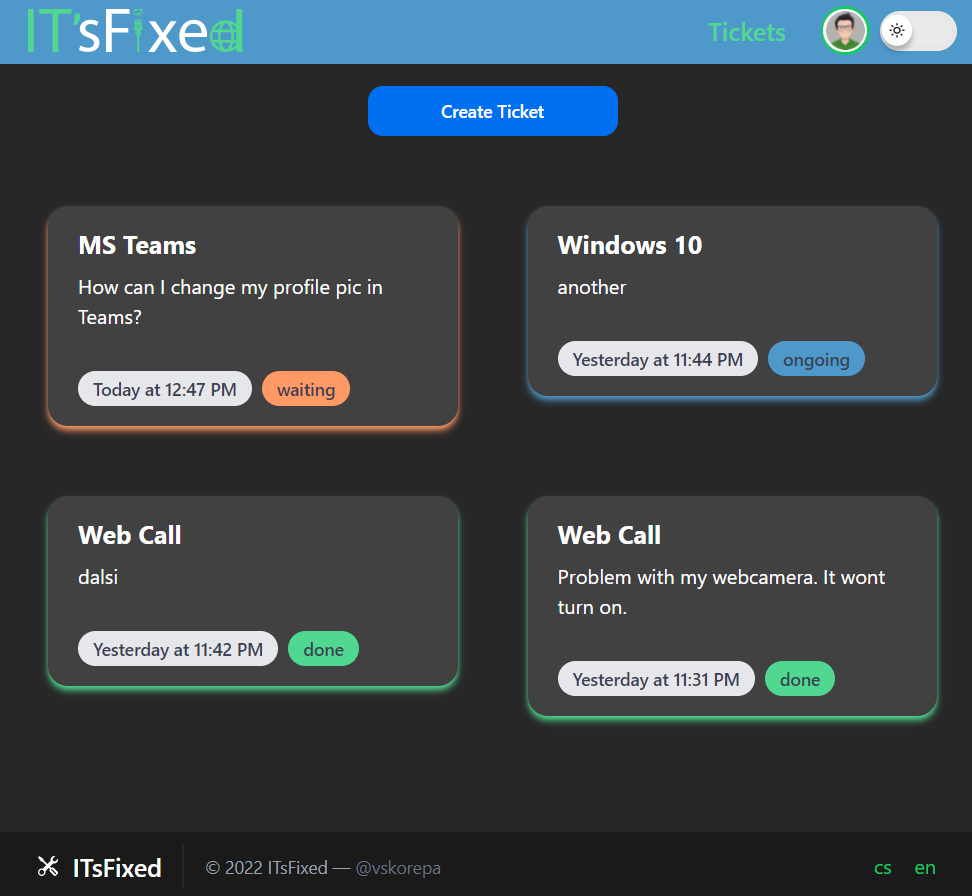 IT'sFixed
Tickets
Create Ticket
MS Teams
How can I change my profile pic in
Teams?
Today at 12:47 PM waiting
Windows 10
another
Yesterday at 11:44 PM ongoing
Web Call
dalsi
Yesterday at 11:42 PM done
Web Call
Problem with my webcamera. It wont
turn on.
Yesterday at 11:31 PM done
ITsFixed © 2022 ITsFixed — @vskorepa cs en